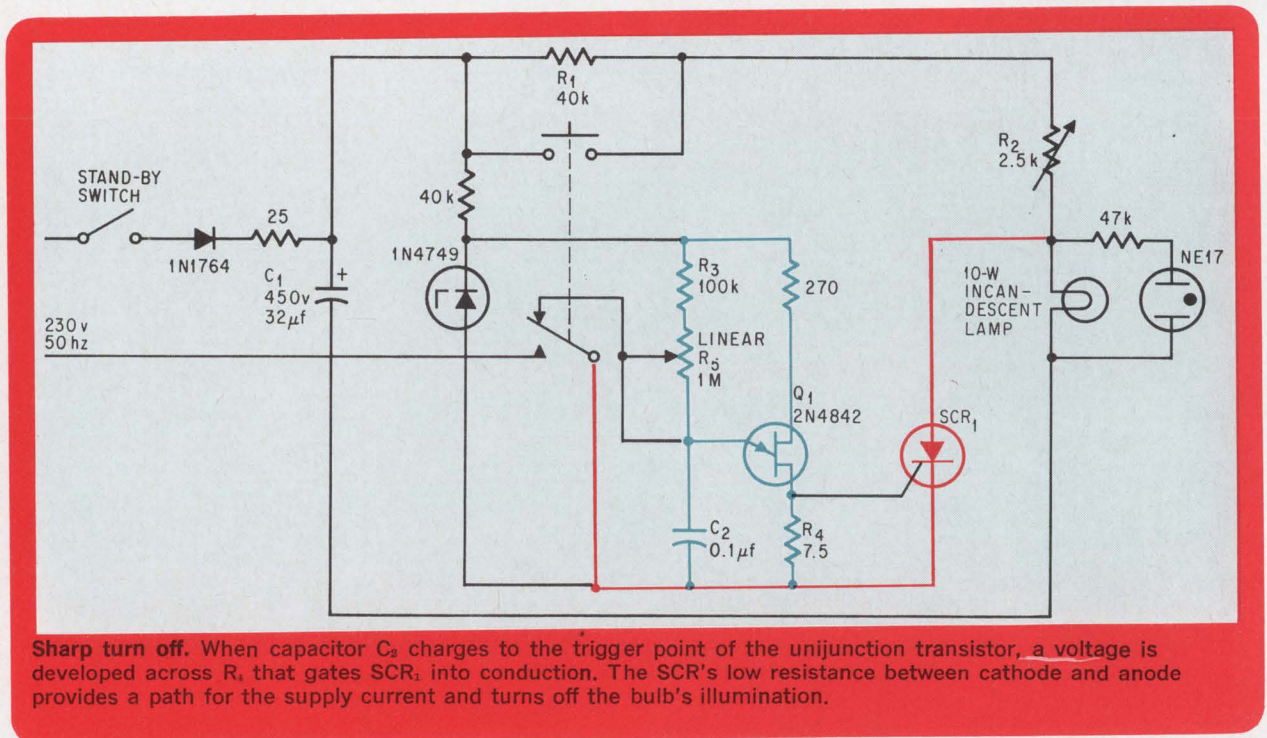 R1
40k
R2
2.5k
STAND-BY
SWITCH
25
40k
47k
1N1764
C1
450v
32µf
+
1N4749
R3
100k
270
10-W
INCAN-
DESCENT
LAMP
NE17
230v
50hz
LINEAR
R5
1M
Q1
2N4842
SCR1
C2
0.1µf
R4
7.5
Sharp turn off. When capacitor C2 charges to the trigger point of the unijunction transistor, a voltage is
developed across R4 that gates SCR1 into conduction. The SCR's low resistance between cathode and anode
provides a path for the supply current and turns off the bulb's illumination.